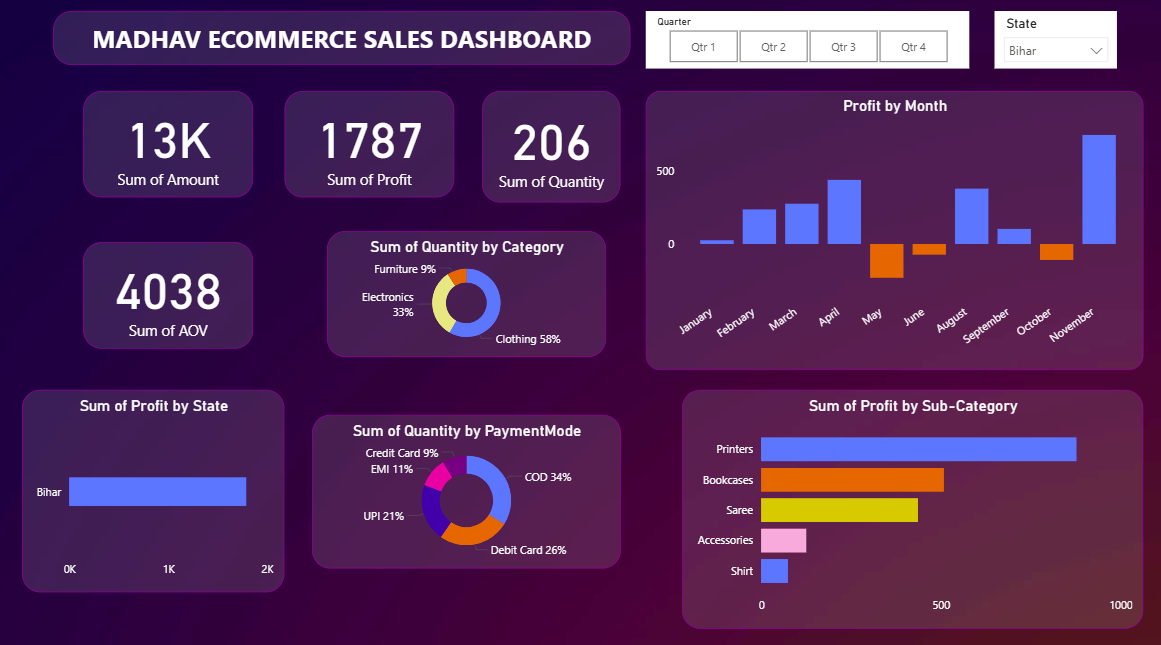 MADHAV ECOMMERCE SALES DASHBOARD
Quarter
Qtr 1
Qtr 2
Qtr 3
Qtr 4
State
Bihar
13K
Sum of Amount
1787
Sum of Profit
206
Sum of Quantity
4038
Sum of AOV
Sum of Quantity by Category
Furniture 9%
Electronics
33%
Clothing 58%
Profit by Month
500
0
January
February
March
April
May
June
August
September
October
November
Sum of Profit by State
Bihar
0K
1K
2K
Sum of Quantity by PaymentMode
Credit Card 9%
EMI 11%
COD 34%
UPI 21%
Debit Card 26%
Sum of Profit by Sub-Category
Printers
Bookcases
Saree
Accessories
Shirt
0
500
1000